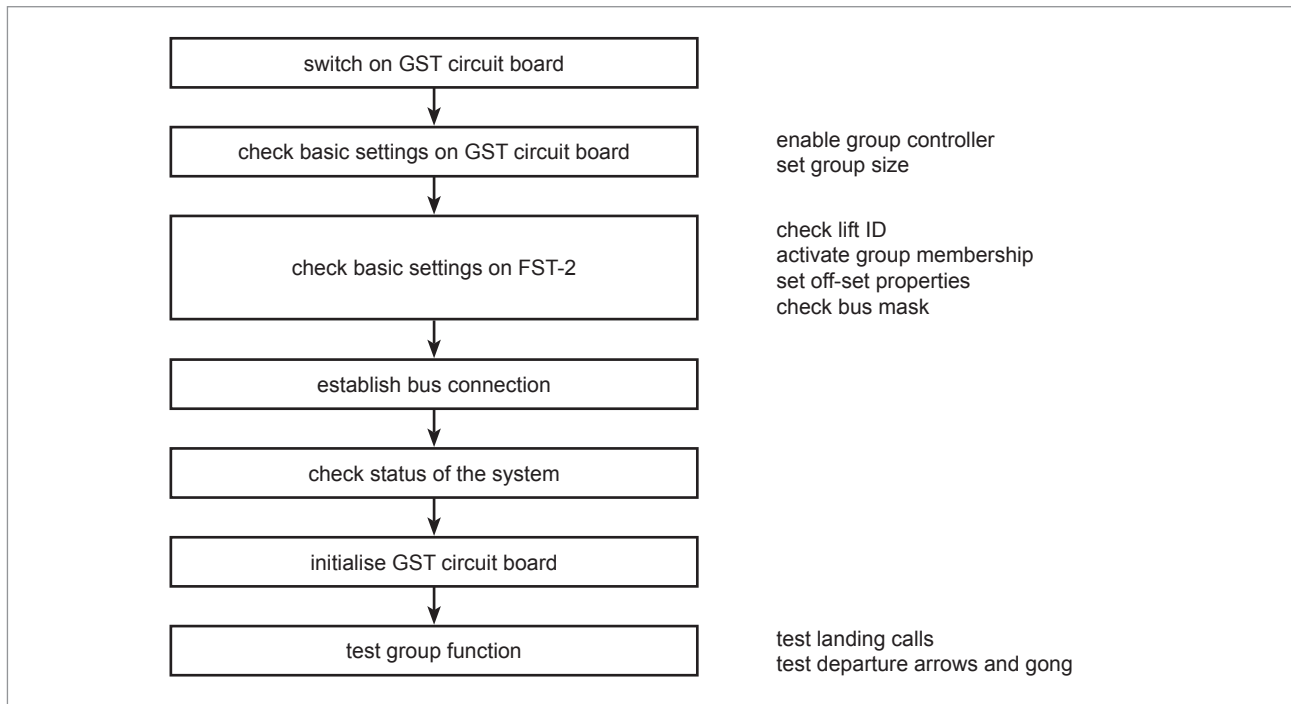 switch on GST circuit board
check basic settings on GST circuit board
enable group controller
set group size
check basic settings on FST-2
check lift ID
activate group membership
set off-set properties
check bus mask
establish bus connection
check status of the system
initialise GST circuit board
test group function
test landing calls
test departure arrows and gong